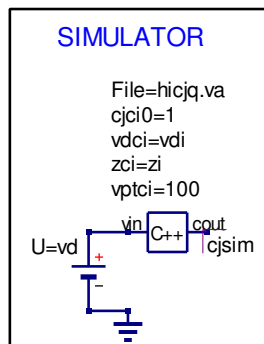 SIMULATOR
File=hicjq.va
cjci0=1
vdci=vdi
zci=zi
vptci=100
vin C++ cout
cjsim
U=vd
+
−